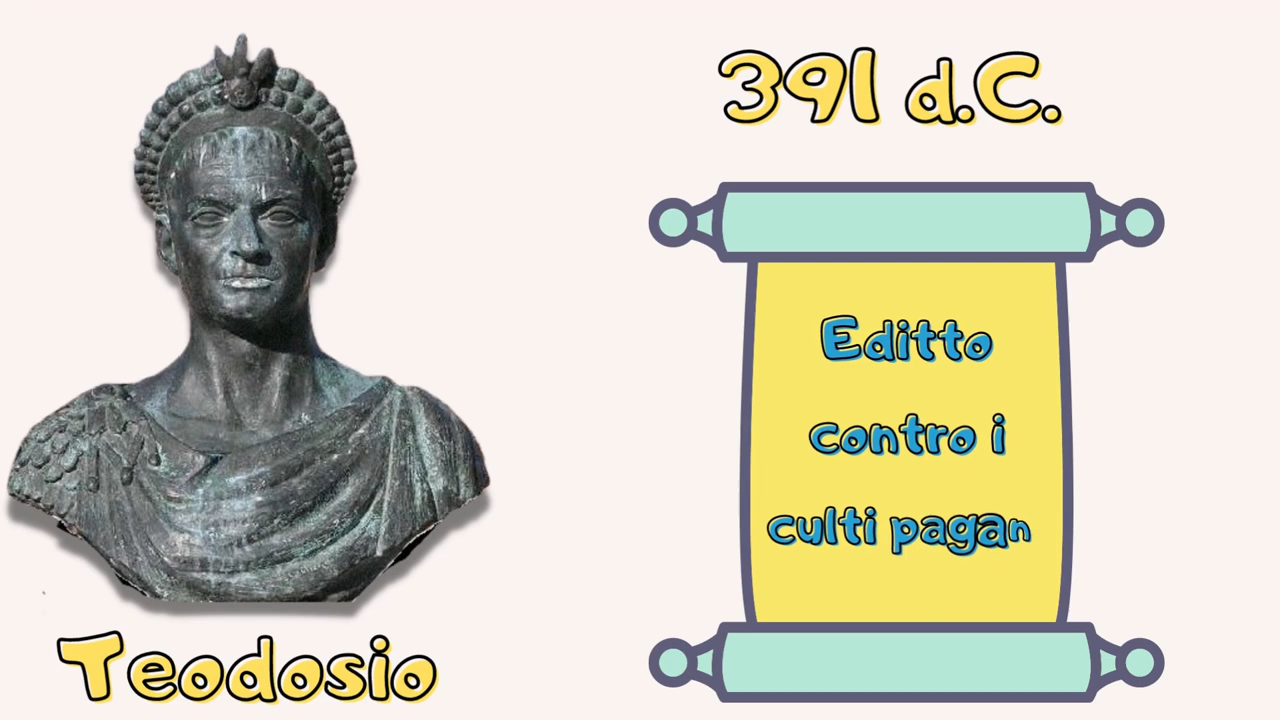 391 d.C.
Editto
contro i
culti pagan
Teodosio